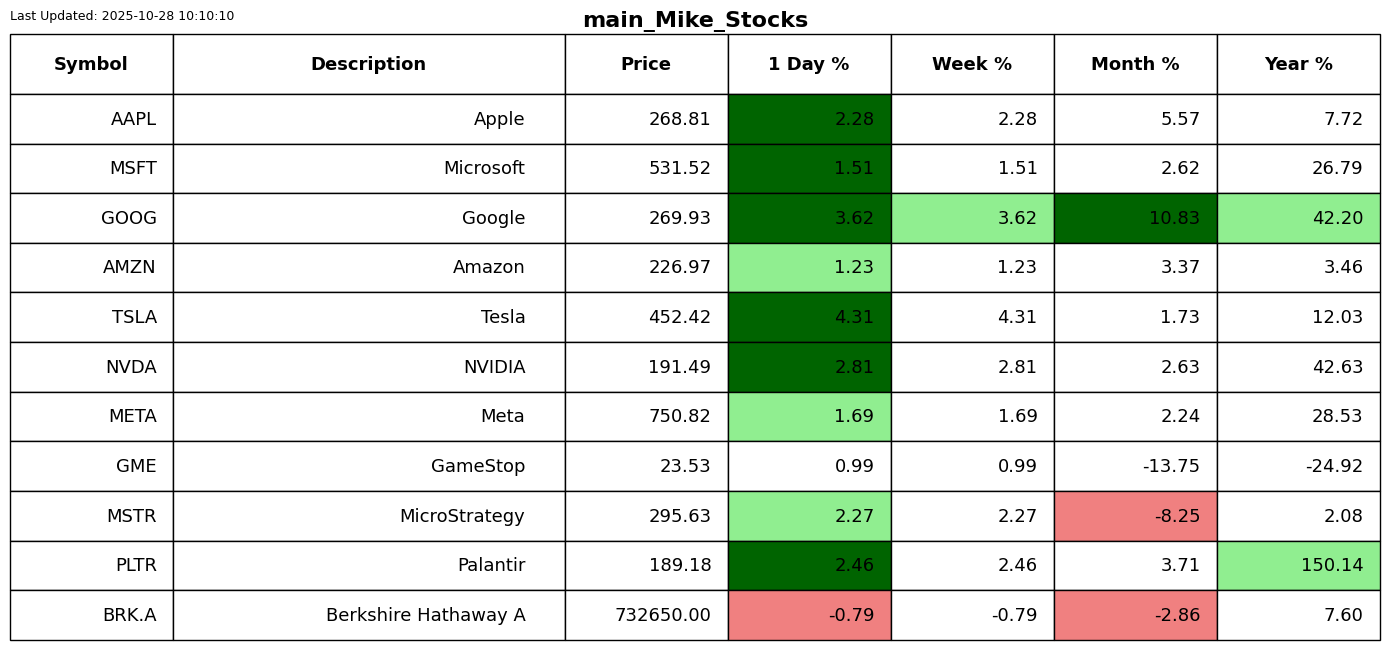 Last Updated: 2025-10-28 10:10:10
main_Mike_Stocks
Symbol Description Price 1 Day % Week % Month % Year %
AAPL Apple 268.81 2.28 2.28 5.57 7.72
MSFT Microsoft 531.52 1.51 1.51 2.62 26.79
GOOG Google 269.93 3.62 3.62 10.83 42.20
AMZN Amazon 226.97 1.23 1.23 3.37 3.46
TSLA Tesla 452.42 4.31 4.31 1.73 12.03
NVDA NVIDIA 191.49 2.81 2.81 2.63 42.63
META Meta 750.82 1.69 1.69 2.24 28.53
GME GameStop 23.53 0.99 0.99 -13.75 -24.92
MSTR MicroStrategy 295.63 2.27 2.27 -8.25 2.08
PLTR Palantir 189.18 2.46 2.46 3.71 150.14
BRK.A Berkshire Hathaway A 732650.00 -0.79 -0.79 -2.86 7.60